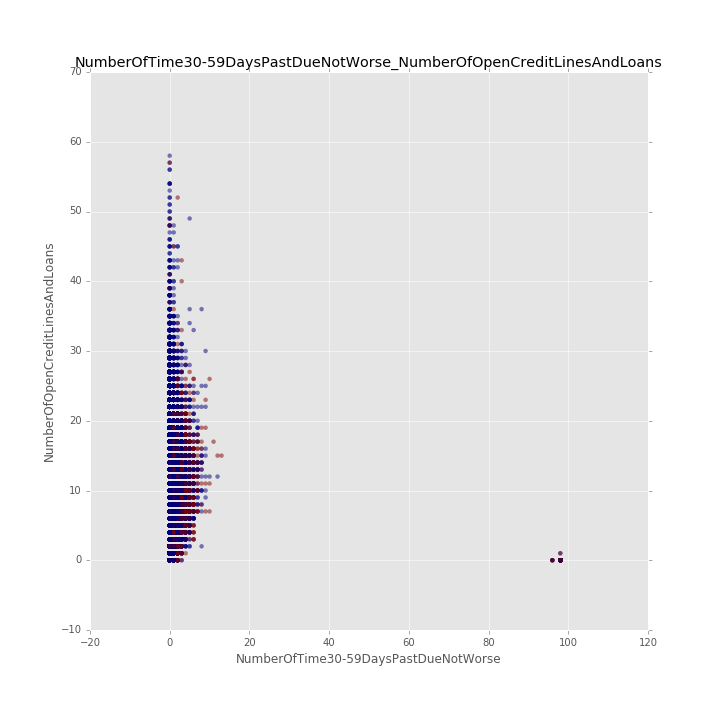 NumberOfTime30-59DaysPastDueNotWorse_NumberOfOpenCreditLinesAndLoans
70
60
50
40
30
20
10
0
−10
NumberOfOpenCreditLinesAndLoans
−20 0 20 40 60 80 100 120
NumberOfTime30-59DaysPastDueNotWorse